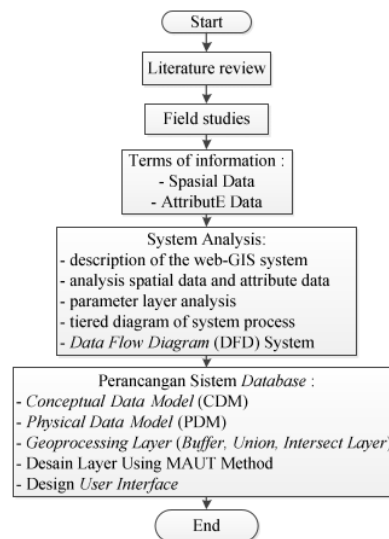 Start
Literature review
Field studies
Terms of information :
- Spasial Data
- AttributE Data
System Analysis:
- description of the web-GIS system
- analysis spatial data and attribute data
- parameter layer analysis
- tiered diagram of system process
- Data Flow Diagram (DFD) System
Perancangan Sistem Database :
- Conceptual Data Model (CDM)
- Physical Data Model (PDM)
- Geoprocessing Layer (Buffer, Union, Intersect Layer)
- Desain Layer Using MAUT Method
- Design User Interface
End